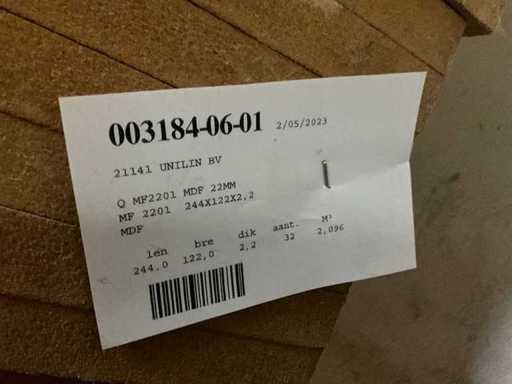 003184-06-01 2/05/2023
21141 UNILIN BV
Q MF2201 MDF 22MM
MF 2201 244X122X2,2
MDF
len bre dik aant. M³
244.0 122,0 2,2 32 2,096